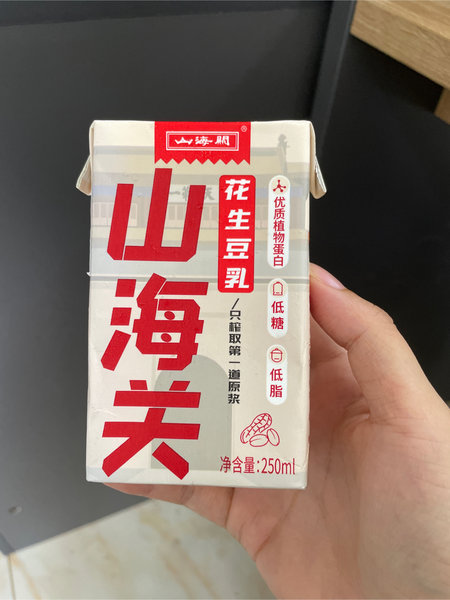 山海関
®
山海关
花生豆乳
/只榨取第一道原浆
优质植物蛋白
低糖
低脂
净含量:250ml